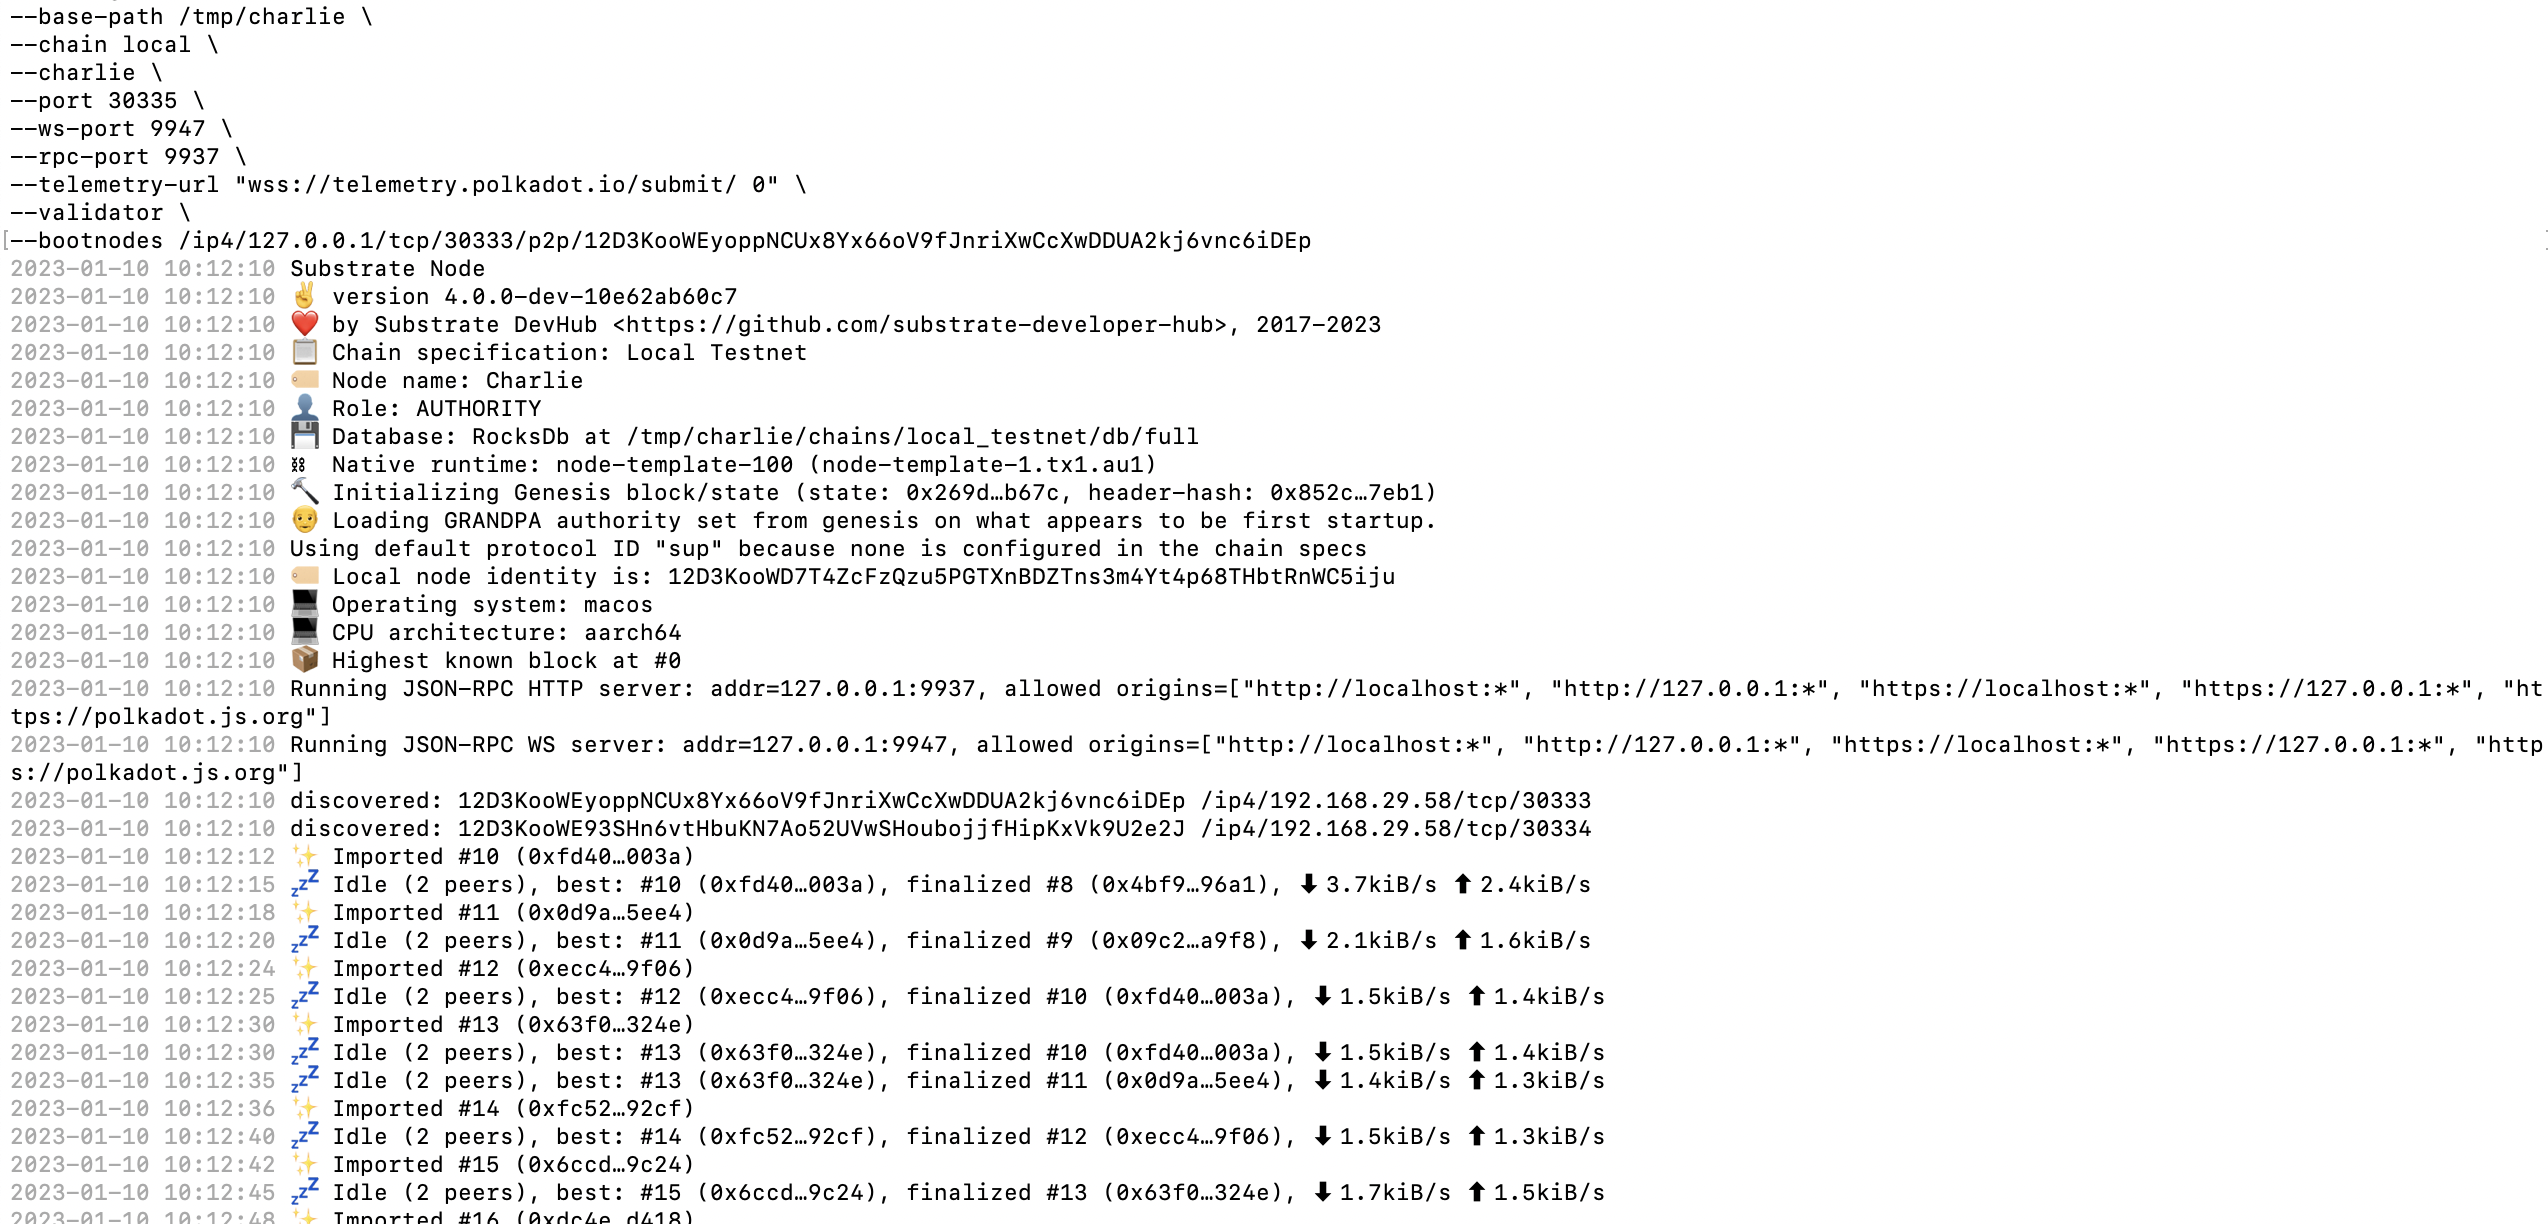 --base-path /tmp/charlie \
--chain local \
--charlie \
--port 30335 \
--ws-port 9947 \
--rpc-port 9937 \
--telemetry-url "wss://telemetry.polkadot.io/submit/ 0" \
--validator \
[--bootnodes /ip4/127.0.0.1/tcp/30333/p2p/12D3KooWEyoppNCUx8Yx66oV9fJnriXwCcXwDDUA2kj6vnc6iDEp
2023-01-10 10:12:10 Substrate Node
2023-01-10 10:12:10 ✌️ version 4.0.0-dev-10e62ab60c7
2023-01-10 10:12:10 ❤️ by Substrate DevHub <https://github.com/substrate-developer-hub>, 2017-2023
2023-01-10 10:12:10 📋 Chain specification: Local Testnet
2023-01-10 10:12:10 🏷 Node name: Charlie
2023-01-10 10:12:10 👤 Role: AUTHORITY
2023-01-10 10:12:10 💾 Database: RocksDb at /tmp/charlie/chains/local_testnet/db/full
2023-01-10 10:12:10 ⛓ Native runtime: node-template-100 (node-template-1.tx1.au1)
2023-01-10 10:12:10 🔨 Initializing Genesis block/state (state: 0x269d…b67c, header-hash: 0x852c…7eb1)
2023-01-10 10:12:10 👴 Loading GRANDPA authority set from genesis on what appears to be first startup.
2023-01-10 10:12:10 Using default protocol ID "sup" because none is configured in the chain specs
2023-01-10 10:12:10 🏷 Local node identity is: 12D3KooWD7T4ZcFzQzu5PGTXnBDZTns3m4Yt4p68THbtRnWC5iju
2023-01-10 10:12:10 💻 Operating system: macos
2023-01-10 10:12:10 💻 CPU architecture: aarch64
2023-01-10 10:12:10 📦 Highest known block at #0
2023-01-10 10:12:10 Running JSON-RPC HTTP server: addr=127.0.0.1:9937, allowed origins=["http://localhost:*", "http://127.0.0.1:*", "https://localhost:*", "https://127.0.0.1:*", "ht
tps://polkadot.js.org"]
2023-01-10 10:12:10 Running JSON-RPC WS server: addr=127.0.0.1:9947, allowed origins=["http://localhost:*", "http://127.0.0.1:*", "https://localhost:*", "https://127.0.0.1:*", "http
s://polkadot.js.org"]
2023-01-10 10:12:10 discovered: 12D3KooWEyoppNCUx8Yx66oV9fJnriXwCcXwDDUA2kj6vnc6iDEp /ip4/192.168.29.58/tcp/30333
2023-01-10 10:12:10 discovered: 12D3KooWE93SHn6vtHbuKN7Ao52UVwSHoubojjfHipKxVk9U2e2J /ip4/192.168.29.58/tcp/30334
2023-01-10 10:12:12 ✨ Imported #10 (0xfd40…003a)
2023-01-10 10:12:15 💤 Idle (2 peers), best: #10 (0xfd40…003a), finalized #8 (0x4bf9…96a1), ⬇ 3.7kiB/s ⬆ 2.4kiB/s
2023-01-10 10:12:18 ✨ Imported #11 (0x0d9a…5ee4)
2023-01-10 10:12:20 💤 Idle (2 peers), best: #11 (0x0d9a…5ee4), finalized #9 (0x09c2…a9f8), ⬇ 2.1kiB/s ⬆ 1.6kiB/s
2023-01-10 10:12:24 ✨ Imported #12 (0xecc4…9f06)
2023-01-10 10:12:25 💤 Idle (2 peers), best: #12 (0xecc4…9f06), finalized #10 (0xfd40…003a), ⬇ 1.5kiB/s ⬆ 1.4kiB/s
2023-01-10 10:12:30 ✨ Imported #13 (0x63f0…324e)
2023-01-10 10:12:30 💤 Idle (2 peers), best: #13 (0x63f0…324e), finalized #10 (0xfd40…003a), ⬇ 1.5kiB/s ⬆ 1.4kiB/s
2023-01-10 10:12:35 💤 Idle (2 peers), best: #13 (0x63f0…324e), finalized #11 (0x0d9a…5ee4), ⬇ 1.4kiB/s ⬆ 1.3kiB/s
2023-01-10 10:12:36 ✨ Imported #14 (0xfc52…92cf)
2023-01-10 10:12:40 💤 Idle (2 peers), best: #14 (0xfc52…92cf), finalized #12 (0xecc4…9f06), ⬇ 1.5kiB/s ⬆ 1.3kiB/s
2023-01-10 10:12:42 ✨ Imported #15 (0x6ccd…9c24)
2023-01-10 10:12:45 💤 Idle (2 peers), best: #15 (0x6ccd…9c24), finalized #13 (0x63f0…324e), ⬇ 1.7kiB/s ⬆ 1.5kiB/s
2023-01-10 10:12:48 ✨ Imported #16 (0xdc4e…d418)